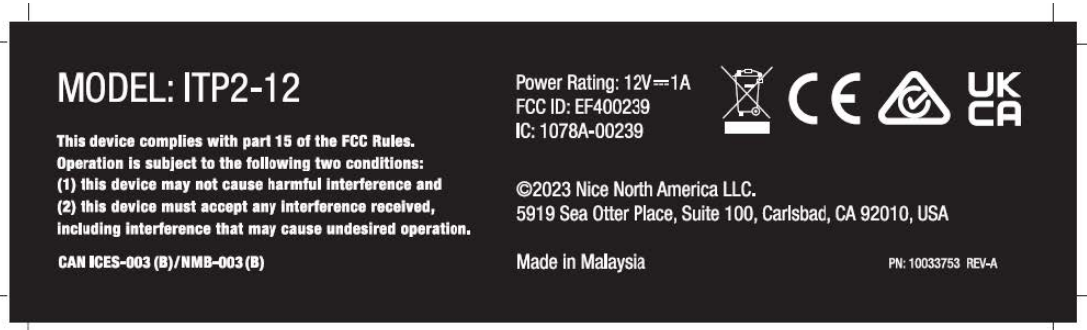 MODEL: ITP2-12
This device complies with part 15 of the FCC Rules.
Operation is subject to the following two conditions:
(1) this device may not cause harmful interference and
(2) this device must accept any interference received,
including interference that may cause undesired operation.
CAN ICES-003 (B)/NMB-003(B)
Power Rating: 12V⎓1A
FCC ID: EF400239
IC: 1078A-00239
CE
UK
CA
©2023 Nice North America LLC.
5919 Sea Otter Place, Suite 100, Carlsbad, CA 92010, USA
Made in Malaysia
PN: 10033753 REV-A